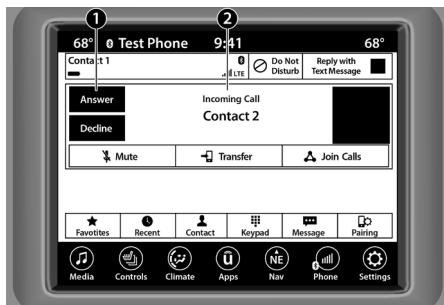 1 2
68° Test Phone 9:41 68°
Contact 1 LTE Do Not Disturb Reply with Text Message
Answer
Incoming Call
Contact 2
Decline
Mute Transfer Join Calls
Favotites Recent Contact Keypad Message Pairing
ü NE
Media Controls Climate Apps Nav Phone Settings